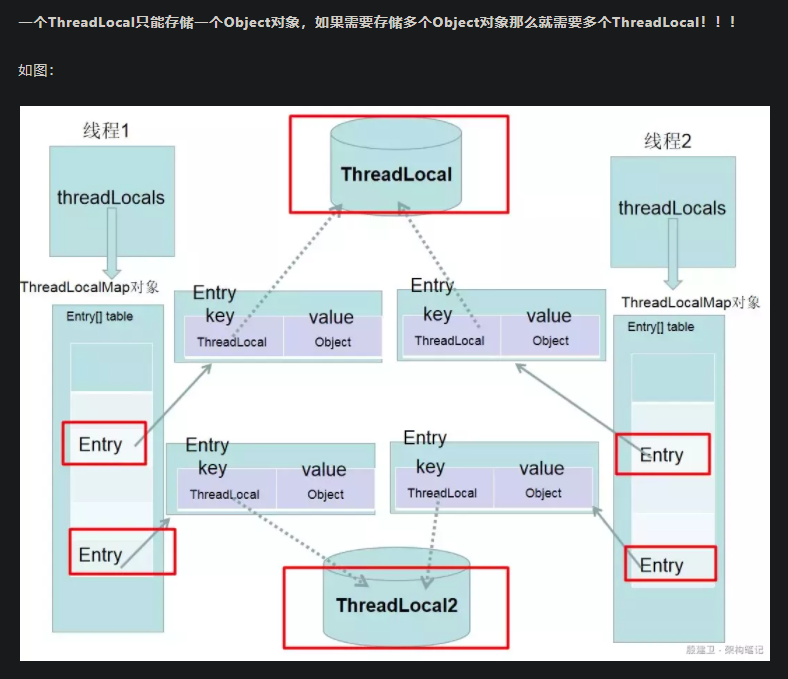 一个ThreadLocal只能存储一个Object对象，如果需要存储多个Object对象那么就需要多个ThreadLocal！！！
如图：
线程1
threadLocals
ThreadLocalMap对象
Entry[] table
Entry
Entry
ThreadLocal
线程2
threadLocals
ThreadLocalMap对象
Entry[] table
Entry
Entry
Entry
key
value
ThreadLocal
Object
Entry
key
value
ThreadLocal
Object
Entry
key
value
ThreadLocal
Object
Entry
key
value
ThreadLocal
Object
ThreadLocal2
殷建卫 · 架构笔记